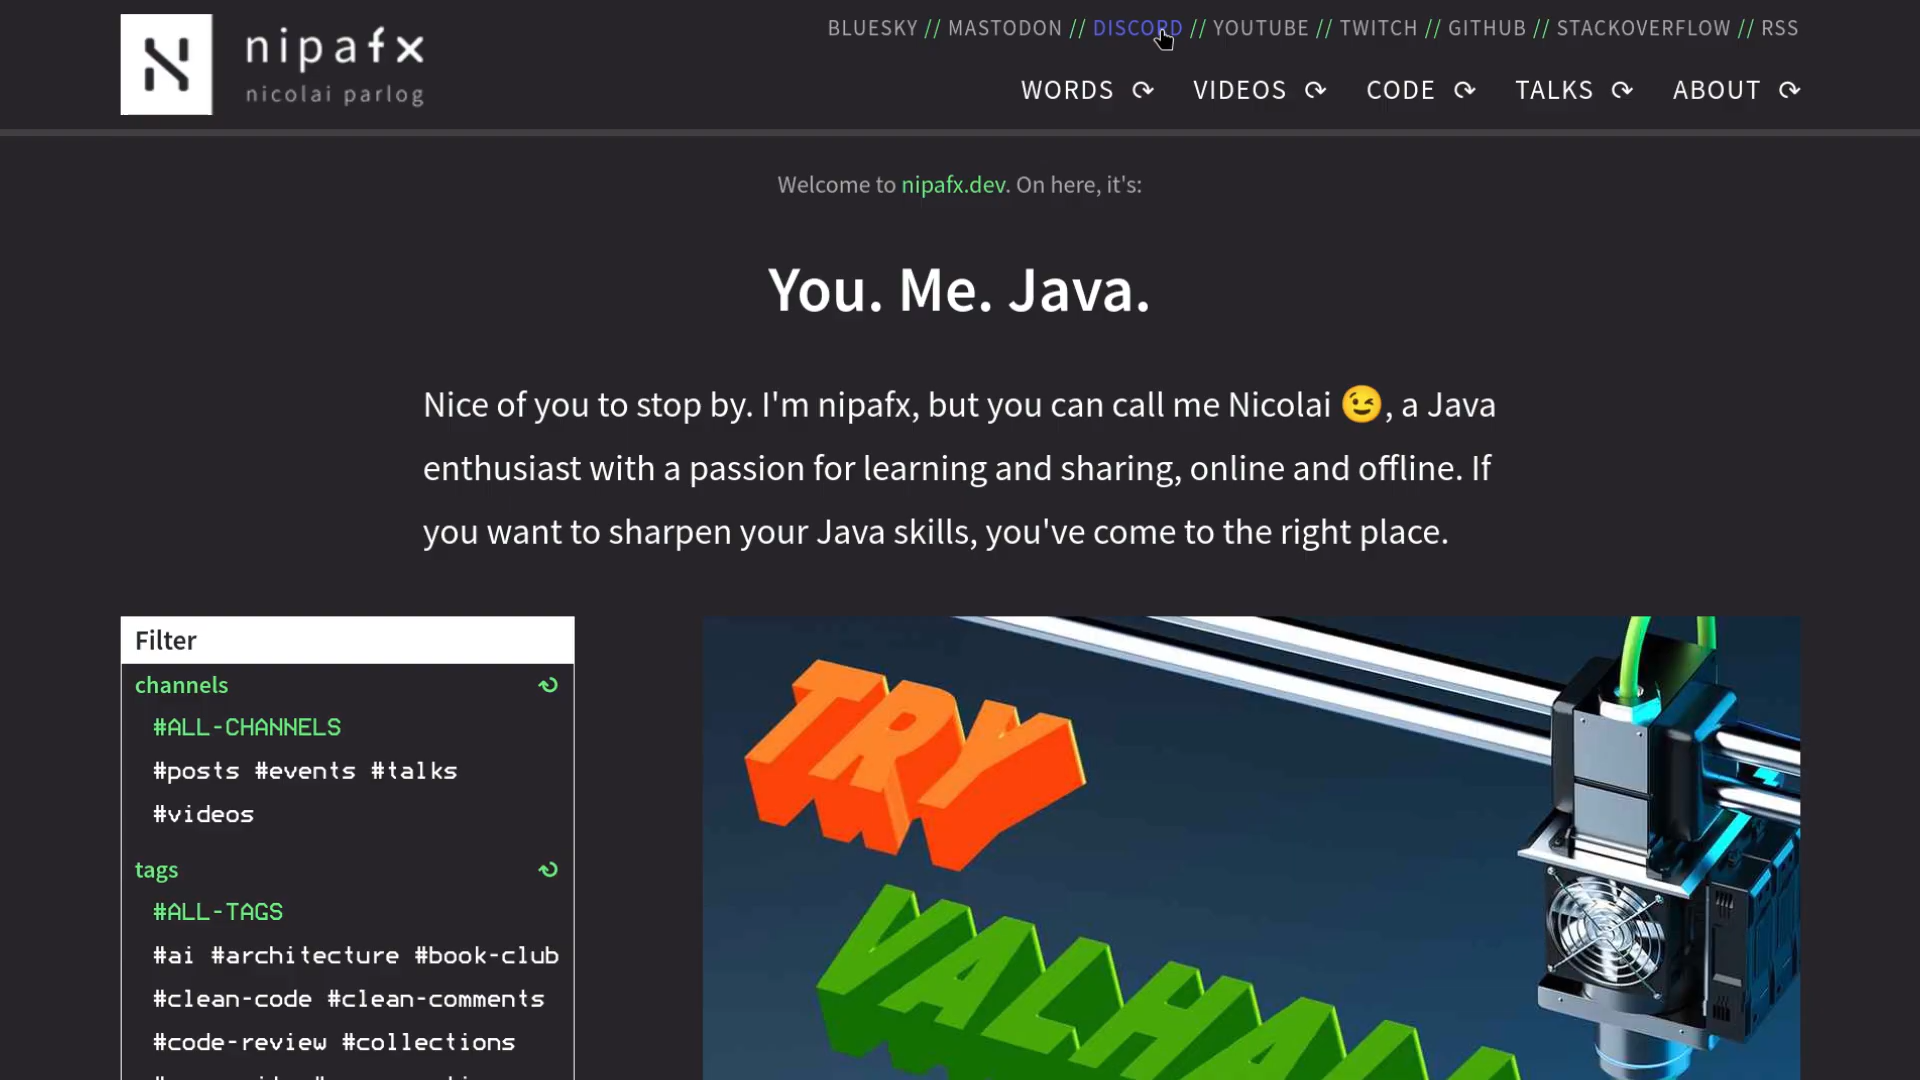 nipafx
nicolai parlog
BLUESKY // MASTODON // DISCORD // YOUTUBE // TWITCH // GITHUB // STACKOVERFLOW // RSS
WORDS ⟳ VIDEOS ⟳ CODE ⟳ TALKS ⟳ ABOUT ⟳
Welcome to nipafx.dev. On here, it's:
You. Me. Java.
Nice of you to stop by. I'm nipafx, but you can call me Nicolai 😉, a Java
enthusiast with a passion for learning and sharing, online and offline. If
you want to sharpen your Java skills, you've come to the right place.
Filter
channels
#ALL-CHANNELS
#posts #events #talks
#videos
tags
#ALL-TAGS
#ai #architecture #book-club
#clean-code #clean-comments
#code-review #collections
TRY